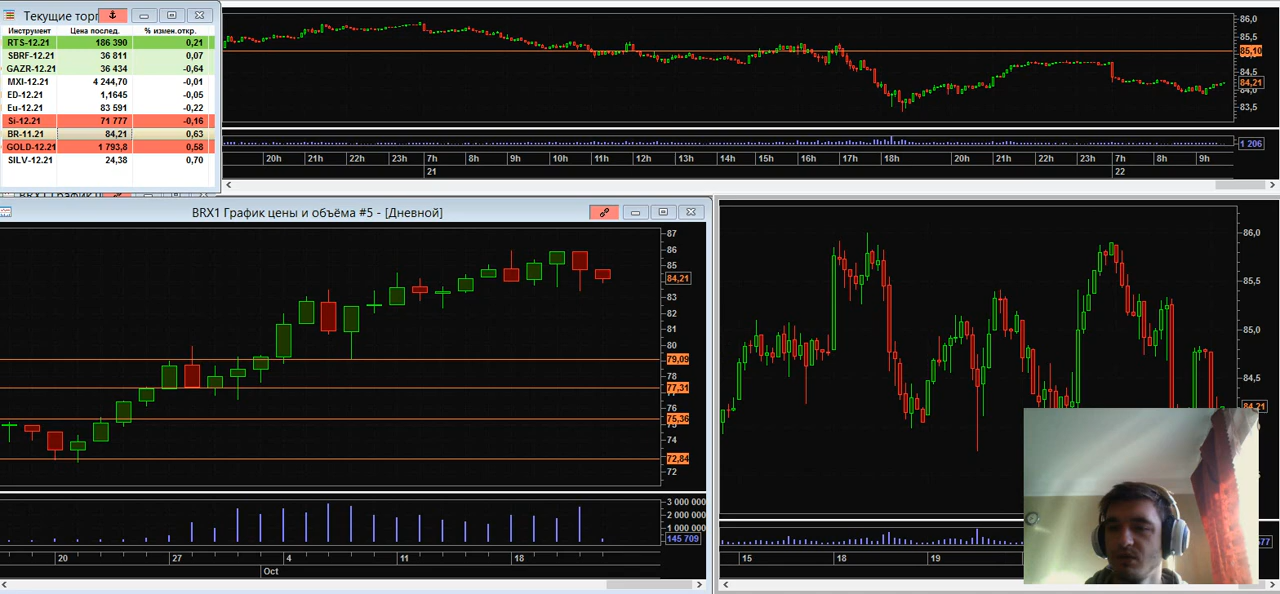 Текущие торг
Инструмент Цена послед. % измен.откр.
RTS-12.21 186 390 0,21
SBRF-12.21 36 811 0,07
GAZR-12.21 36 434 -0,64
MXI-12.21 4 244,70 -0,01
ED-12.21 1,1645 -0,05
Eu-12.21 83 591 -0,22
Si-12.21 71 777 -0,16
BR-11.21 84,21 0,63
GOLD-12.21 1 793,8 0,58
SILV-12.21 24,38 0,70
86,0
85,5
85,10
84,5
84,21
84,0
83,5
1 206
20h 21h 22h 23h 7h 8h 9h 10h 11h 12h 13h 14h 15h 16h 17h 18h 20h 21h 22h 23h 7h 8h 9h
21 22
BRX1 График цены и объёма #5 - [Дневной]
87
86
85
84,21
83
82
81
80
79,09
78
77,31
76
75,36
74
72,84
72
3 000 000
2 000 000
1 000 000
145 709
20 27 4 11 18
Oct
86,0
85,5
85,0
84,5
84,21
15 18 19